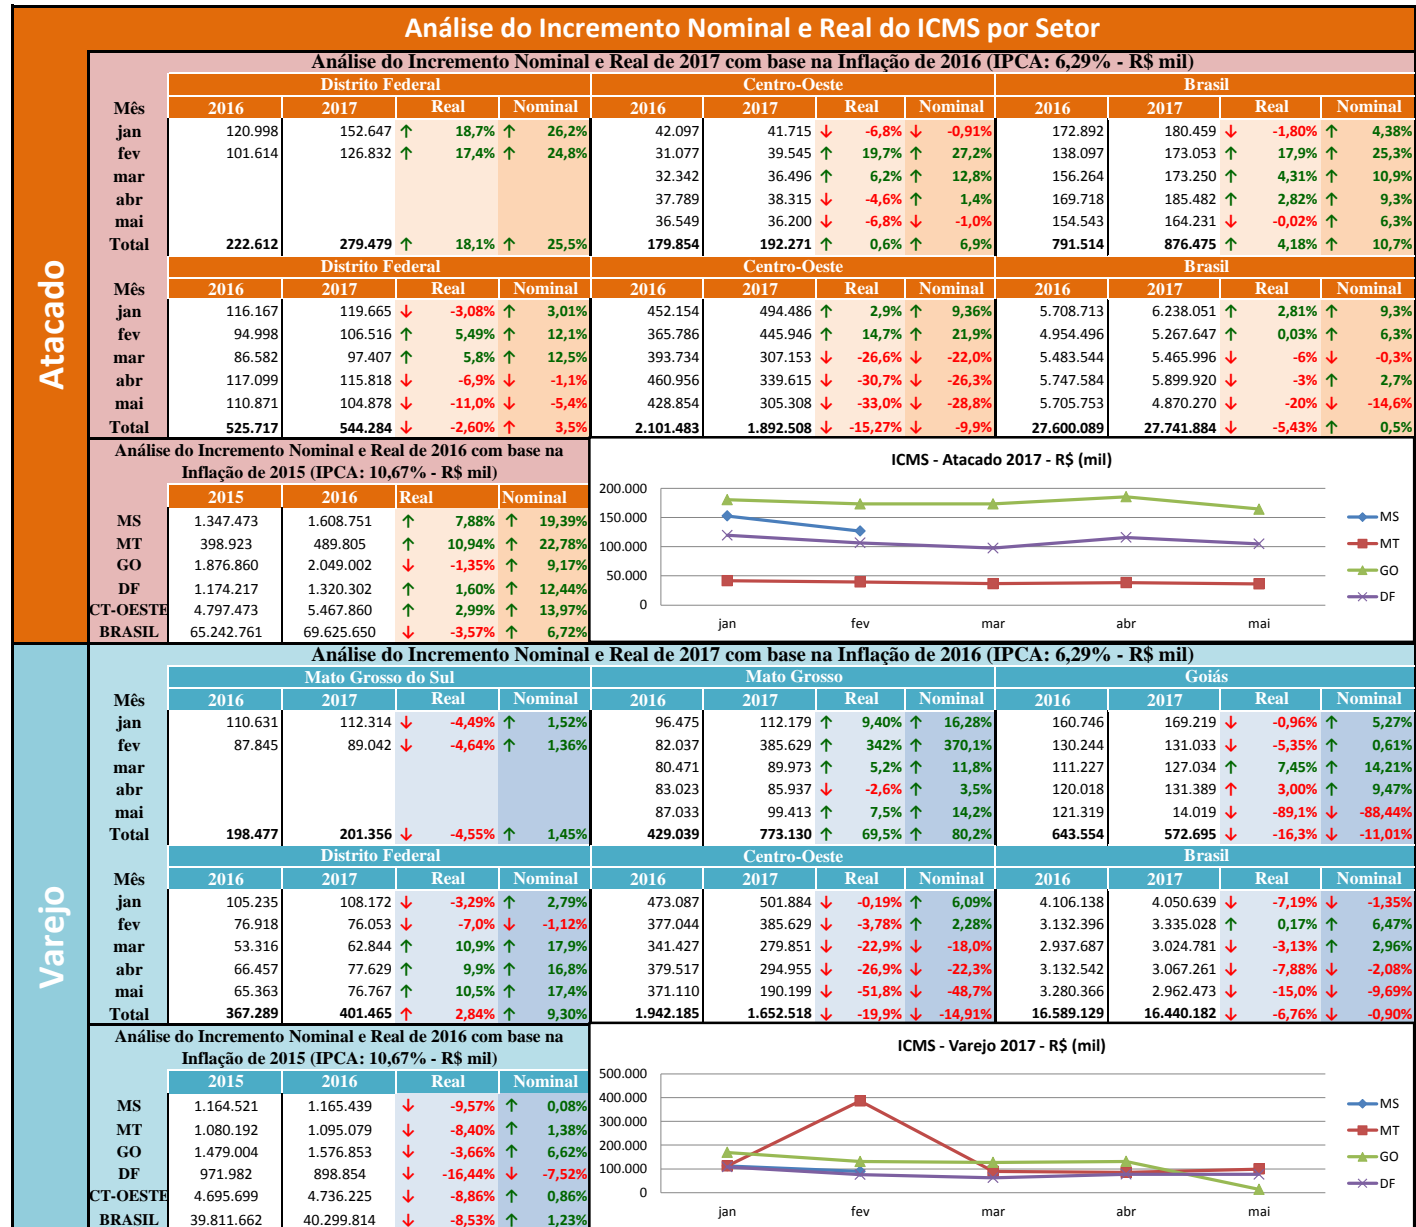 Análise do Incremento Nominal e Real do ICMS por Setor
Atacado
Análise do Incremento Nominal e Real de 2017 com base na Inflação de 2016 (IPCA: 6,29% - R$ mil)
Distrito Federal Centro-Oeste Brasil
Mês 2016 2017 Real Nominal 2016 2017 Real Nominal 2016 2017 Real Nominal
jan 120.998 152.647 ↑ 18,7% ↑ 26,2% 42.097 41.715 ↓ -6,8% ↓ -0,91% 172.892 180.459 ↓ -1,80% ↑ 4,38%
fev 101.614 126.832 ↑ 17,4% ↑ 24,8% 31.077 39.545 ↑ 19,7% ↑ 27,2% 138.097 173.053 ↑ 17,9% ↑ 25,3%
mar 32.342 36.496 ↑ 6,2% ↑ 12,8% 156.264 173.250 ↑ 4,31% ↑ 10,9%
abr 37.789 38.315 ↓ -4,6% ↑ 1,4% 169.718 185.482 ↑ 2,82% ↑ 9,3%
mai 36.549 36.200 ↓ -6,8% ↓ -1,0% 154.543 164.231 ↓ -0,02% ↑ 6,3%
Total 222.612 279.479 ↑ 18,1% ↑ 25,5% 179.854 192.271 ↑ 0,6% ↑ 6,9% 791.514 876.475 ↑ 4,18% ↑ 10,7%
Distrito Federal Centro-Oeste Brasil
Mês 2016 2017 Real Nominal 2016 2017 Real Nominal 2016 2017 Real Nominal
jan 116.167 119.665 ↓ -3,08% ↑ 3,01% 452.154 494.486 ↑ 2,9% ↑ 9,36% 5.708.713 6.238.051 ↑ 2,81% ↑ 9,3%
fev 94.998 106.516 ↑ 5,49% ↑ 12,1% 365.786 445.946 ↑ 14,7% ↑ 21,9% 4.954.496 5.267.647 ↑ 0,03% ↑ 6,3%
mar 86.582 97.407 ↑ 5,8% ↑ 12,5% 393.734 307.153 ↓ -26,6% ↓ -22,0% 5.483.544 5.465.996 ↓ -6% ↓ -0,3%
abr 117.099 115.818 ↓ -6,9% ↓ -1,1% 460.956 339.615 ↓ -30,7% ↓ -26,3% 5.747.584 5.899.920 ↓ -3% ↑ 2,7%
mai 110.871 104.878 ↓ -11,0% ↓ -5,4% 428.854 305.308 ↓ -33,0% ↓ -28,8% 5.705.753 4.870.270 ↓ -20% ↓ -14,6%
Total 525.717 544.284 ↓ -2,60% ↑ 3,5% 2.101.483 1.892.508 ↓ -15,27% ↓ -9,9% 27.600.089 27.741.884 ↓ -5,43% ↑ 0,5%
Análise do Incremento Nominal e Real de 2016 com base na
Inflação de 2015 (IPCA: 10,67% - R$ mil)
2015 2016 Real Nominal
MS 1.347.473 1.608.751 ↑ 7,88% ↑ 19,39%
MT 398.923 489.805 ↑ 10,94% ↑ 22,78%
GO 1.876.860 2.049.002 ↓ -1,35% ↑ 9,17%
DF 1.174.217 1.320.302 ↑ 1,60% ↑ 12,44%
CT-OESTE 4.797.473 5.467.860 ↑ 2,99% ↑ 13,97%
BRASIL 65.242.761 69.625.650 ↓ -3,57% ↑ 6,72%
ICMS - Atacado 2017 - R$ (mil)
200.000
150.000
100.000
50.000
0
jan fev mar abr mai
MS
MT
GO
DF
Varejo
Análise do Incremento Nominal e Real de 2017 com base na Inflação de 2016 (IPCA: 6,29% - R$ mil)
Mato Grosso do Sul Mato Grosso Goiás
Mês 2016 2017 Real Nominal 2016 2017 Real Nominal 2016 2017 Real Nominal
jan 110.631 112.314 ↓ -4,49% ↑ 1,52% 96.475 112.179 ↑ 9,40% ↑ 16,28% 160.746 169.219 ↓ -0,96% ↑ 5,27%
fev 87.845 89.042 ↓ -4,64% ↑ 1,36% 82.037 385.629 ↑ 342% ↑ 370,1% 130.244 131.033 ↓ -5,35% ↑ 0,61%
mar 80.471 89.973 ↑ 5,2% ↑ 11,8% 111.227 127.034 ↑ 7,45% ↑ 14,21%
abr 83.023 85.937 ↓ -2,6% ↑ 3,5% 120.018 131.389 ↑ 3,00% ↑ 9,47%
mai 87.033 99.413 ↑ 7,5% ↑ 14,2% 121.319 14.019 ↓ -89,1% ↓ -88,44%
Total 198.477 201.356 ↓ -4,55% ↑ 1,45% 429.039 773.130 ↑ 69,5% ↑ 80,2% 643.554 572.695 ↓ -16,3% ↓ -11,01%
Distrito Federal Centro-Oeste Brasil
Mês 2016 2017 Real Nominal 2016 2017 Real Nominal 2016 2017 Real Nominal
jan 105.235 108.172 ↓ -3,29% ↑ 2,79% 473.087 501.884 ↓ -0,19% ↑ 6,09% 4.106.138 4.050.639 ↓ -7,19% ↓ -1,35%
fev 76.918 76.053 ↓ -7,0% ↓ -1,12% 377.044 385.629 ↓ -3,78% ↑ 2,28% 3.132.396 3.335.028 ↑ 0,17% ↑ 6,47%
mar 53.316 62.844 ↑ 10,9% ↑ 17,9% 341.427 279.851 ↓ -22,9% ↓ -18,0% 2.937.687 3.024.781 ↓ -3,13% ↑ 2,96%
abr 66.457 77.629 ↑ 9,9% ↑ 16,8% 379.517 294.955 ↓ -26,9% ↓ -22,3% 3.132.542 3.067.261 ↓ -7,88% ↓ -2,08%
mai 65.363 76.767 ↑ 10,5% ↑ 17,4% 371.110 190.199 ↓ -51,8% ↓ -48,7% 3.280.366 2.962.473 ↓ -15,0% ↓ -9,69%
Total 367.289 401.465 ↑ 2,84% ↑ 9,30% 1.942.185 1.652.518 ↓ -19,9% ↓ -14,91% 16.589.129 16.440.182 ↓ -6,76% ↓ -0,90%
Análise do Incremento Nominal e Real de 2016 com base na
Inflação de 2015 (IPCA: 10,67% - R$ mil)
2015 2016 Real Nominal
MS 1.164.521 1.165.439 ↓ -9,57% ↑ 0,08%
MT 1.080.192 1.095.079 ↓ -8,40% ↑ 1,38%
GO 1.479.004 1.576.853 ↓ -3,66% ↑ 6,62%
DF 971.982 898.854 ↓ -16,44% ↓ -7,52%
CT-OESTE 4.695.699 4.736.225 ↓ -8,86% ↑ 0,86%
BRASIL 39.811.662 40.299.814 ↓ -8,53% ↑ 1,23%
ICMS - Varejo 2017 - R$ (mil)
500.000
400.000
300.000
200.000
100.000
0
jan fev mar abr mai
MS
MT
GO
DF